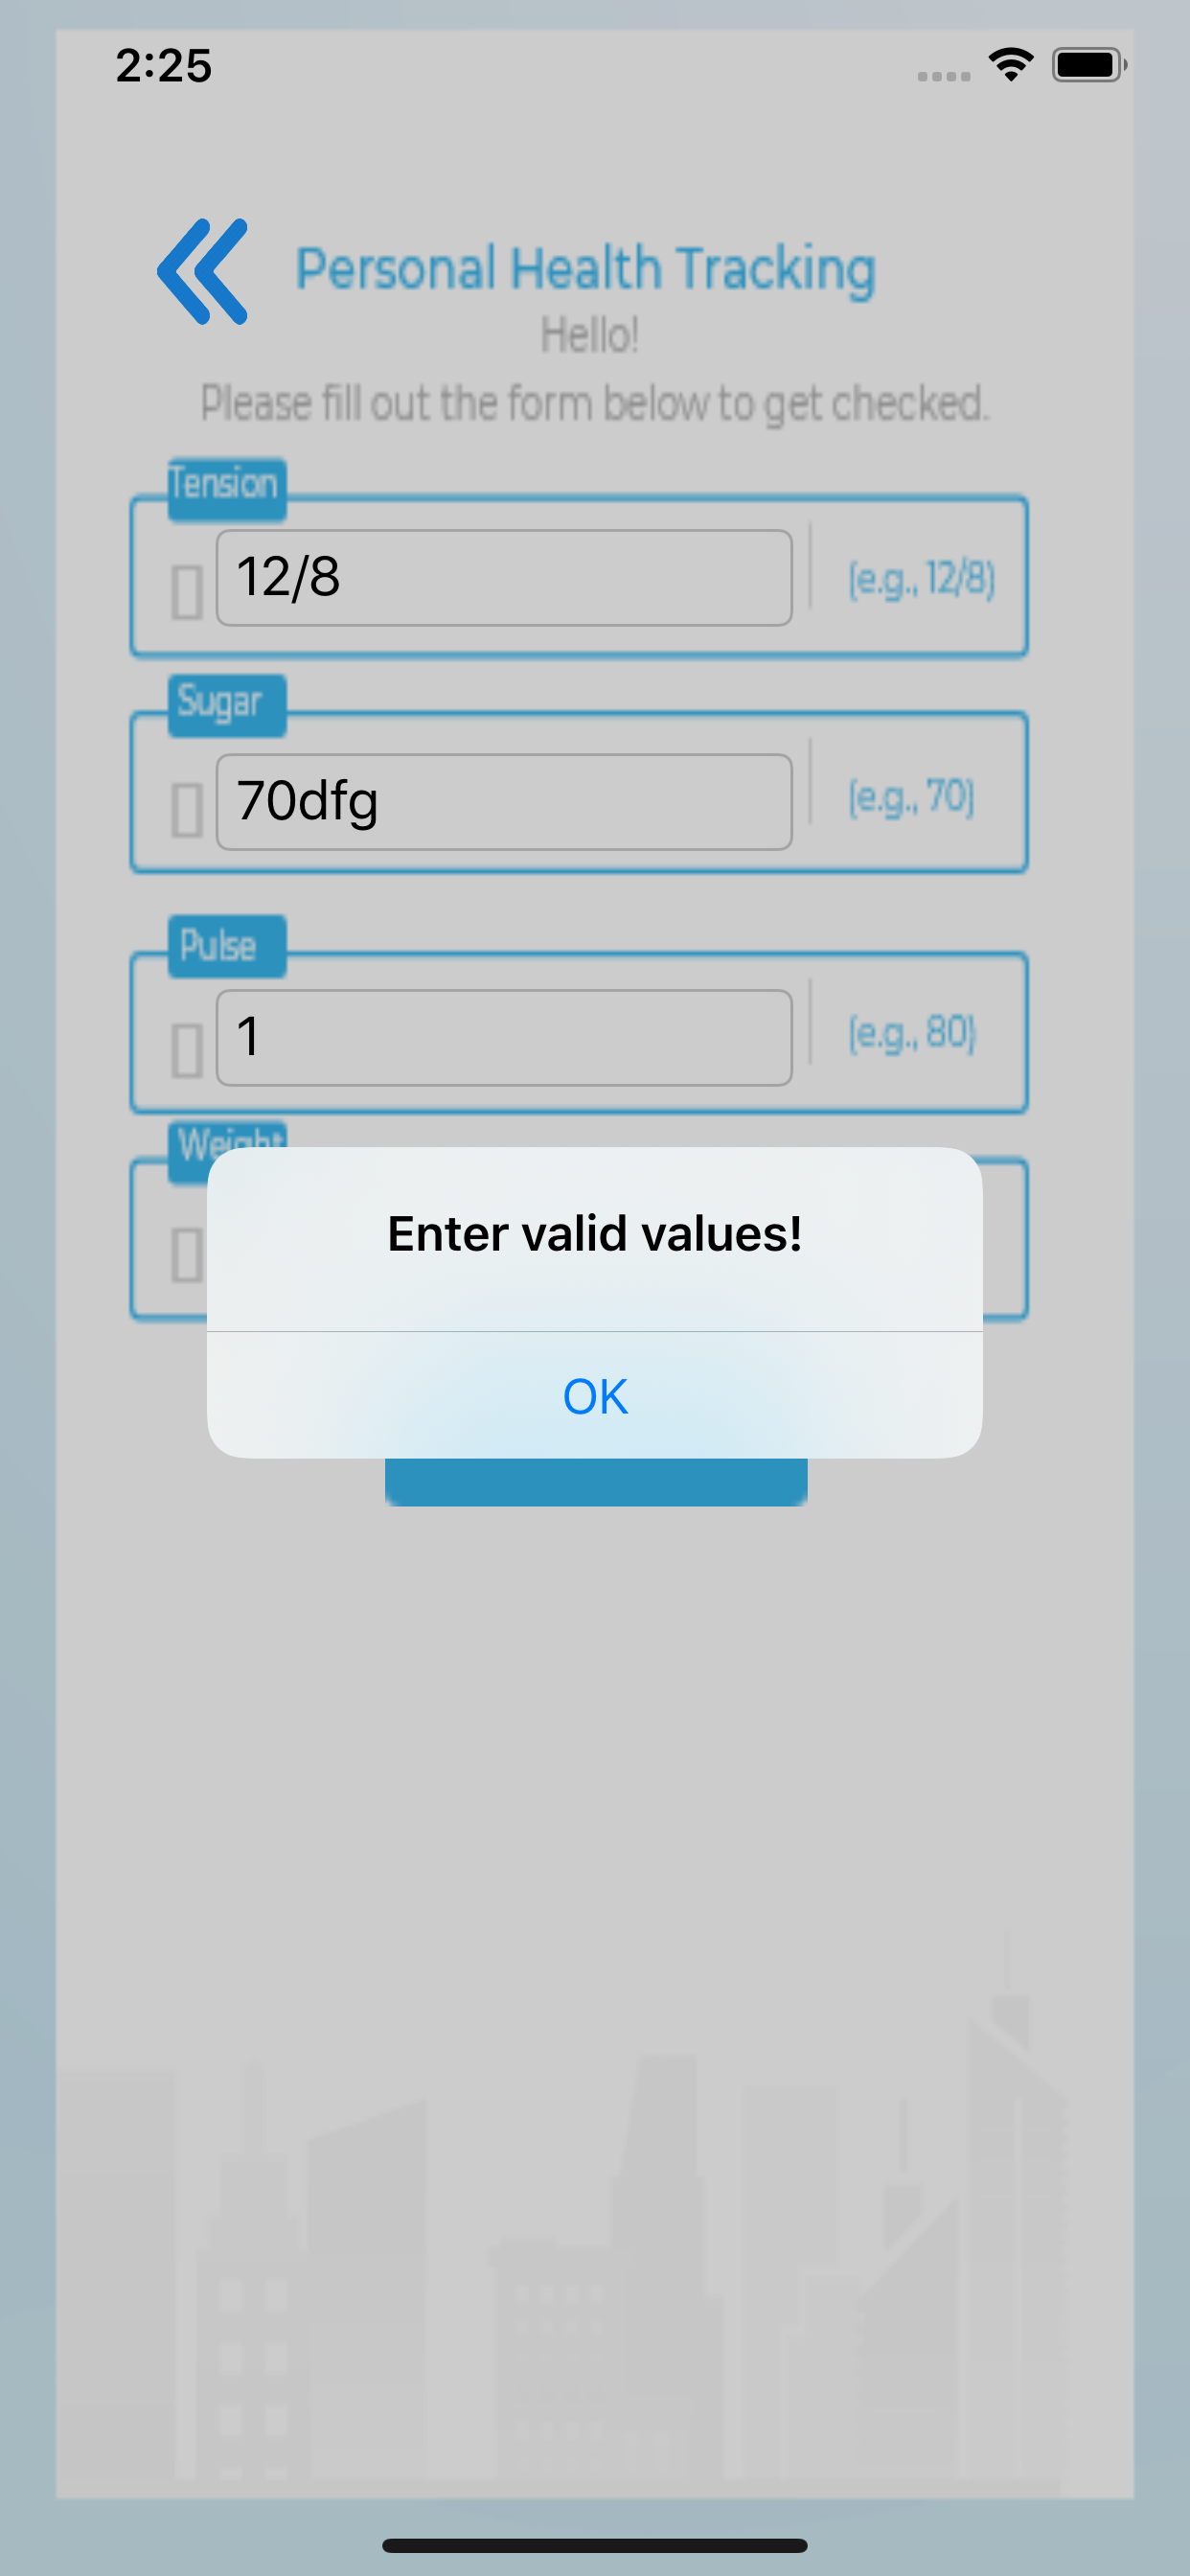 2:25
Personal Health Tracking
Hello!
Please fill out the form below to get checked.
Tension
12/8
(e.g., 12/8)
Sugar
70dfg
(e.g., 70)
Pulse
1
(e.g., 80)
Weight
Enter valid values!
OK